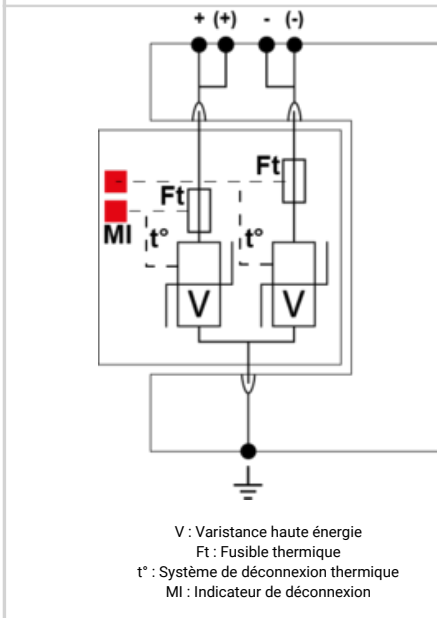 + (+) - (-)
Ft
Ft
MI
t°
t°
V
V
V : Varistance haute énergie
Ft : Fusible thermique
t° : Système de déconnexion thermique
MI : Indicateur de déconnexion